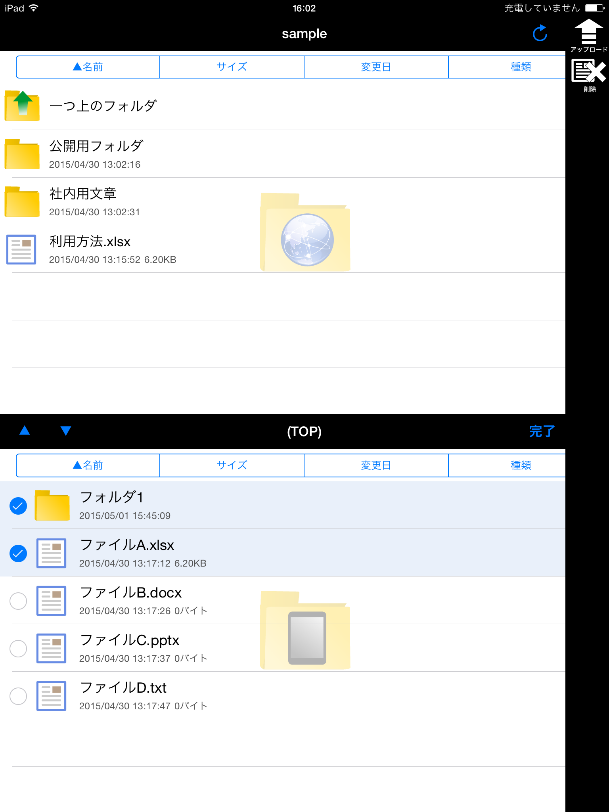 iPad 16:02 充電していません
sample
アップロード
削除
▲名前 サイズ 変更日 種類
一つ上のフォルダ
公開用フォルダ
2015/04/30 13:02:16
社内用文章
2015/04/30 13:02:31
利用方法.xlsx
2015/04/30 13:15:52 6.20KB
▲ ▼ (TOP) 完了
▲名前 サイズ 変更日 種類
フォルダ1
2015/05/01 15:45:09
ファイルA.xlsx
2015/04/30 13:17:12 6.20KB
ファイルB.docx
2015/04/30 13:17:26 0バイト
ファイルC.pptx
2015/04/30 13:17:37 0バイト
ファイルD.txt
2015/04/30 13:17:47 0バイト